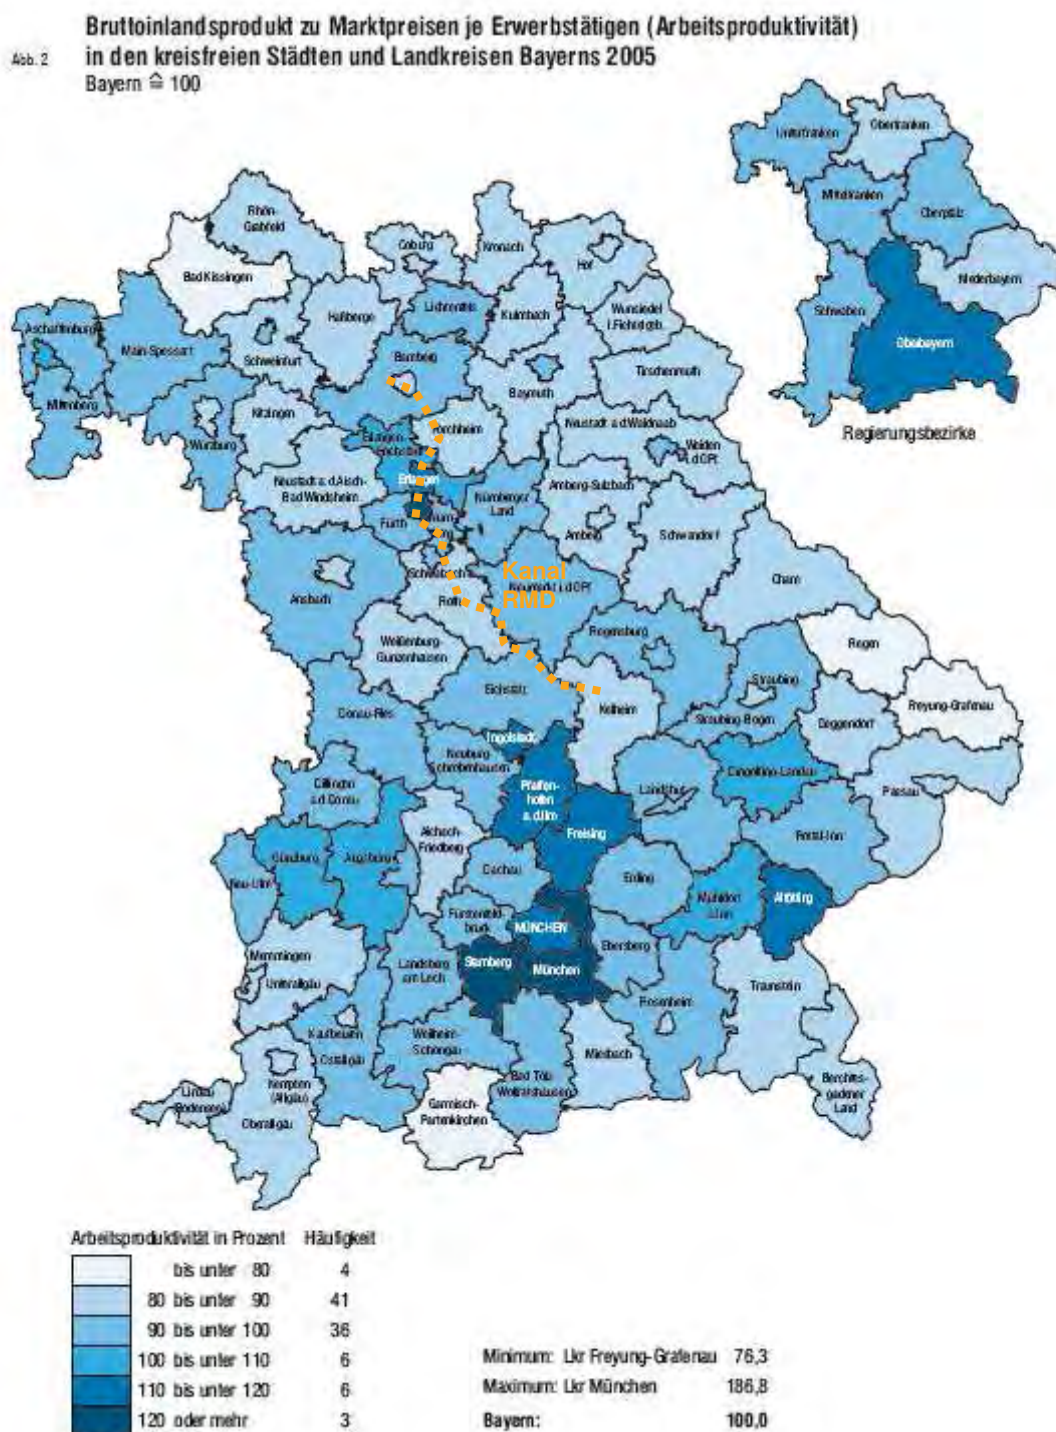 Bruttoinlandsprodukt zu Marktpreisen je Erwerbstätigen (Arbeitsproduktivität)
Abb. 2
in den kreisfreien Städten und Landkreisen Bayerns 2005
Bayern ≙ 100
Unterfranken
Oberfranken
Mittelfranken
Oberpfalz
Niederbayern
Schwaben
Oberbayern
Regierungsbezirke
Rhön-
Grabfeld
Bad Kissingen
Coburg
Kronach
Hof
Lichtenfels
Kulmbach
Wunsiedel
i.Fichtelgeb.
Haßberge
Aschaffenburg
Main-Spessart
Schweinfurt
Bamberg
Bayreuth
Tirschenreuth
Miltenberg
Kitzingen
Würzburg
Forchheim
Neustadt a.d.Waldnaab
Erlangen-
Höchstadt
Weiden
i.d.OPf.
Neustadt a.d.Aisch-
Bad Windsheim
Erlangen
Nürnberger
Land
Amberg-Sulzbach
Fürth
Amberg
Schwandorf
Ansbach
Schwabach
Kanal
RMD
Neumarkt i.d.OPf.
Cham
Roth
Weißenburg-
Gunzenhausen
Regensburg
Regen
Straubing
Eichstätt
Kelheim
Straubing-Bogen
Deggendorf
Freyung-Grafenau
Donau-Ries
Ingolstadt
Neuburg-
Schrobenhausen
Dillingen
a.d.Donau
Pfaffen-
hofen
a.d.Ilm
Landshut
Dingolfing-Landau
Passau
Aichach-
Friedberg
Freising
Rottal-Inn
Günzburg
Augsburg
Neu-Ulm
Dachau
Erding
Mühldorf
a.Inn
Altötting
Fürstenfeld-
bruck
MÜNCHEN
Ebersberg
Memmingen
Unterallgäu
Landsberg
am Lech
Starnberg
München
Traunstein
Rosenheim
Kaufbeuren
Ostallgäu
Weilheim-
Schongau
Miesbach
Bad Tölz-
Wolfratshausen
Lindau
(Bodensee)
Kempten
(Allgäu)
Oberallgäu
Garmisch-
Partenkirchen
Berchtes-
gadener
Land
Arbeitsproduktivität in Prozent Häufigkeit
bis unter 80 4
80 bis unter 90 41
90 bis unter 100 36
100 bis unter 110 6
110 bis unter 120 6
120 oder mehr 3
Minimum: Lkr Freyung-Grafenau 76,3
Maximum: Lkr München 186,8
Bayern: 100,0